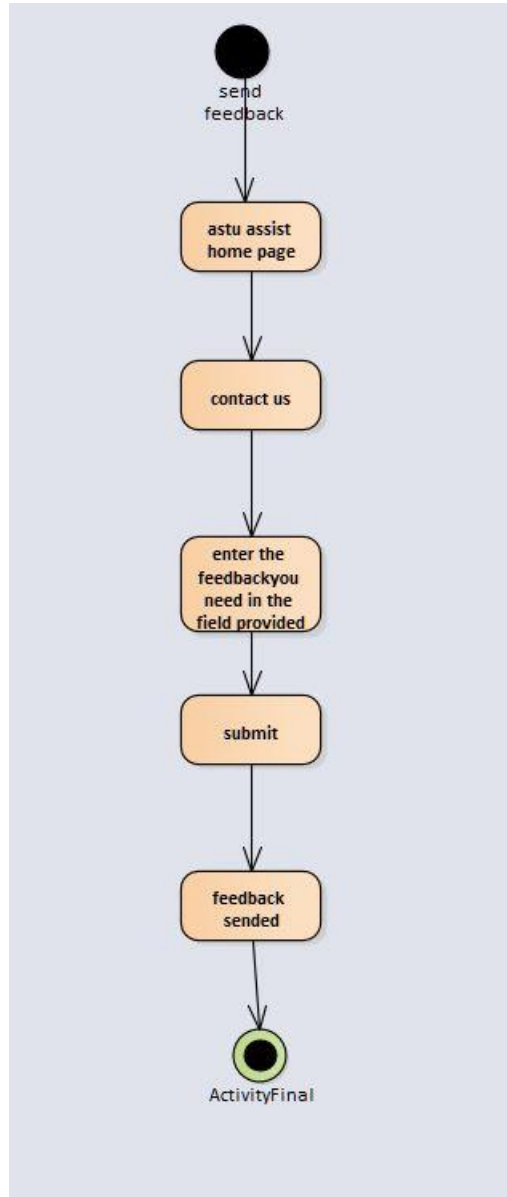 send
feedback
astu assist
home page
contact us
enter the
feedbackyou
need in the
field provided
submit
feedback
sended
ActivityFinal